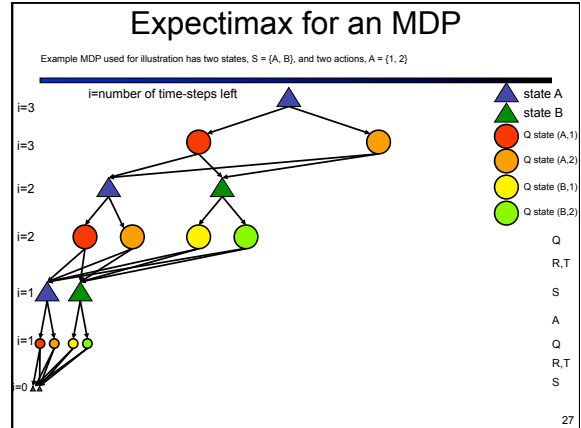 Expectimax for an MDP
Example MDP used for illustration has two states, S = {A, B}, and two actions, A = {1, 2}
i=number of time-steps left
i=3
i=3
i=2
i=2
i=1
i=1
i=0
state A
state B
Q state (A,1)
Q state (A,2)
Q state (B,1)
Q state (B,2)
Q
R,T
S
A
Q
R,T
S
27